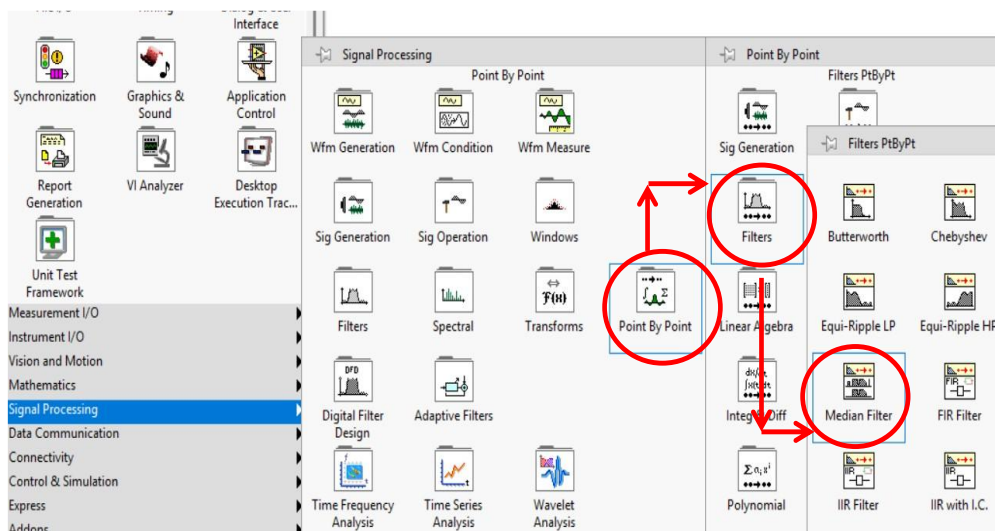 Interface
Synchronization
Graphics &
Sound
Application
Control
Report
Generation
VI Analyzer
Desktop
Execution Trac...
Unit Test
Framework
Measurement I/O
Instrument I/O
Vision and Motion
Mathematics
Signal Processing
Data Communication
Connectivity
Control & Simulation
Express
Addons
Signal Processing
Point By Point
Wfm Generation
Wfm Condition
Wfm Measure
Sig Generation
Sig Operation
Windows
Filters
Spectral
Transforms
Point By Point
DFD
Digital Filter
Design
Adaptive Filters
Time Frequency
Analysis
Time Series
Analysis
Wavelet
Analysis
Point By Point
Filters PtByPt
Sig Generation
Filters
Linear Algebra
Integ & Diff
Polynomial
Filters PtByPt
Butterworth
Chebyshev
Equi-Ripple LP
Equi-Ripple HP
Median Filter
FIR
FIR Filter
IIR
IIR Filter
IIR
IIR with I.C.